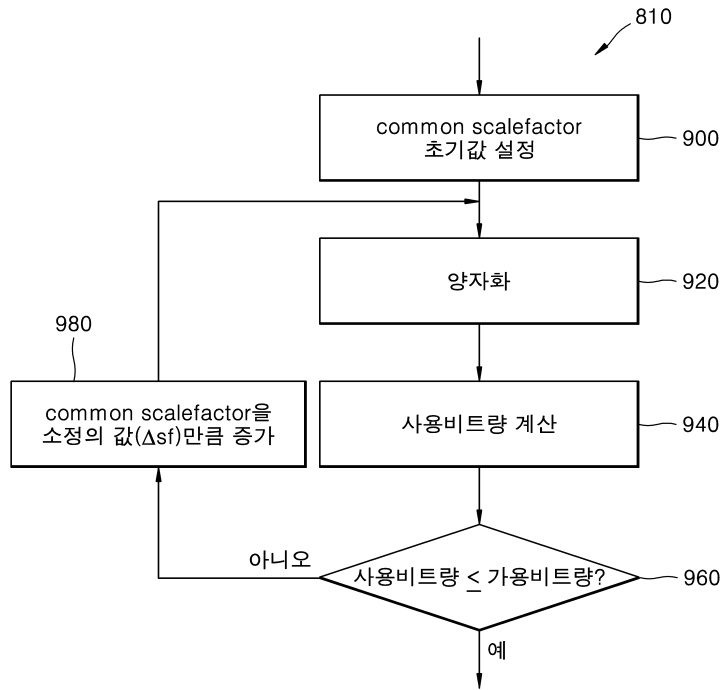 810
common scalefactor
초기값 설정
900
양자화
920
980
common scalefactor을
소정의 값(Δsf)만큼 증가
사용비트량 계산
940
아니오
사용비트량 ≤ 가용비트량?
960
예